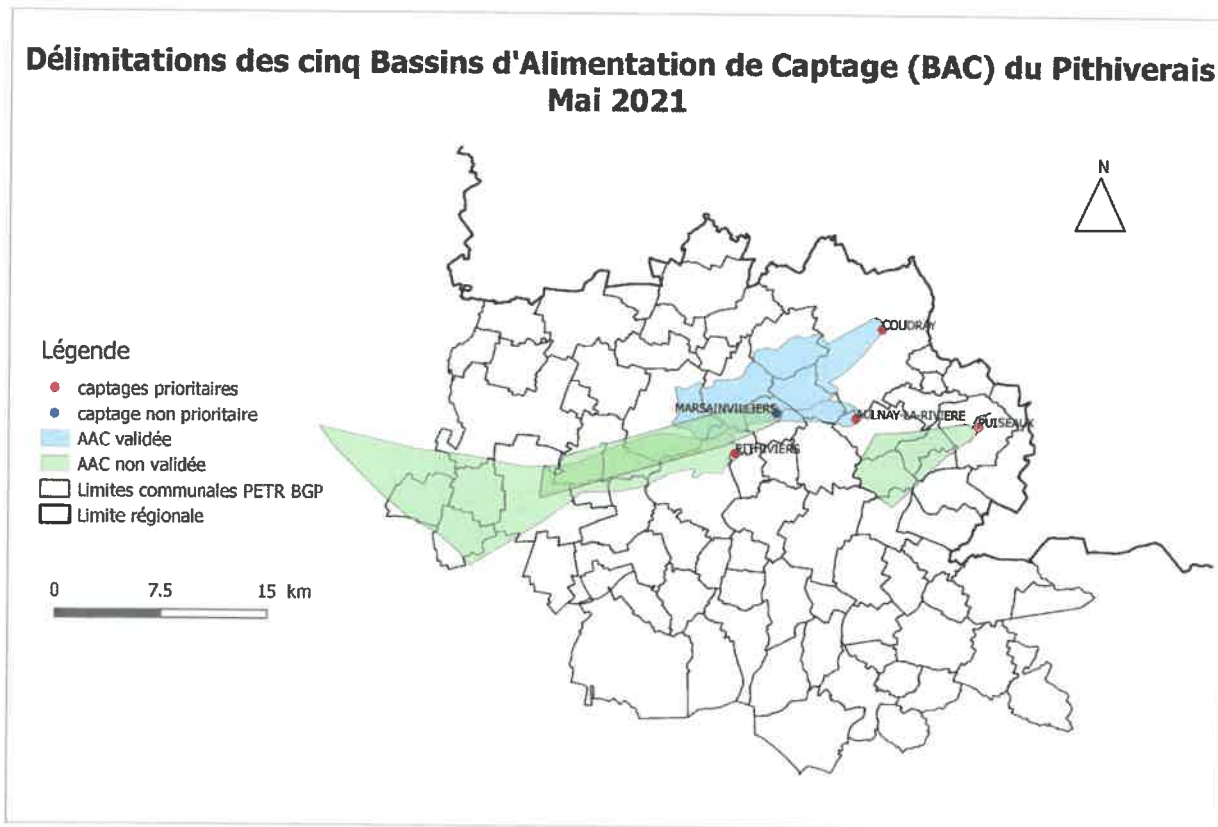 Délimitations des cinq Bassins d'Alimentation de Captage (BAC) du Pithiverais
Mai 2021
N
COUDRAY
MARSAINVILLIERS
AULNAY-LA-RIVIERE
PUISEAUX
PITHIVIERS
Légende
captages prioritaires
captage non prioritaire
AAC validée
AAC non validée
Limites communales PETR BGP
Limite régionale
0 7.5 15 km